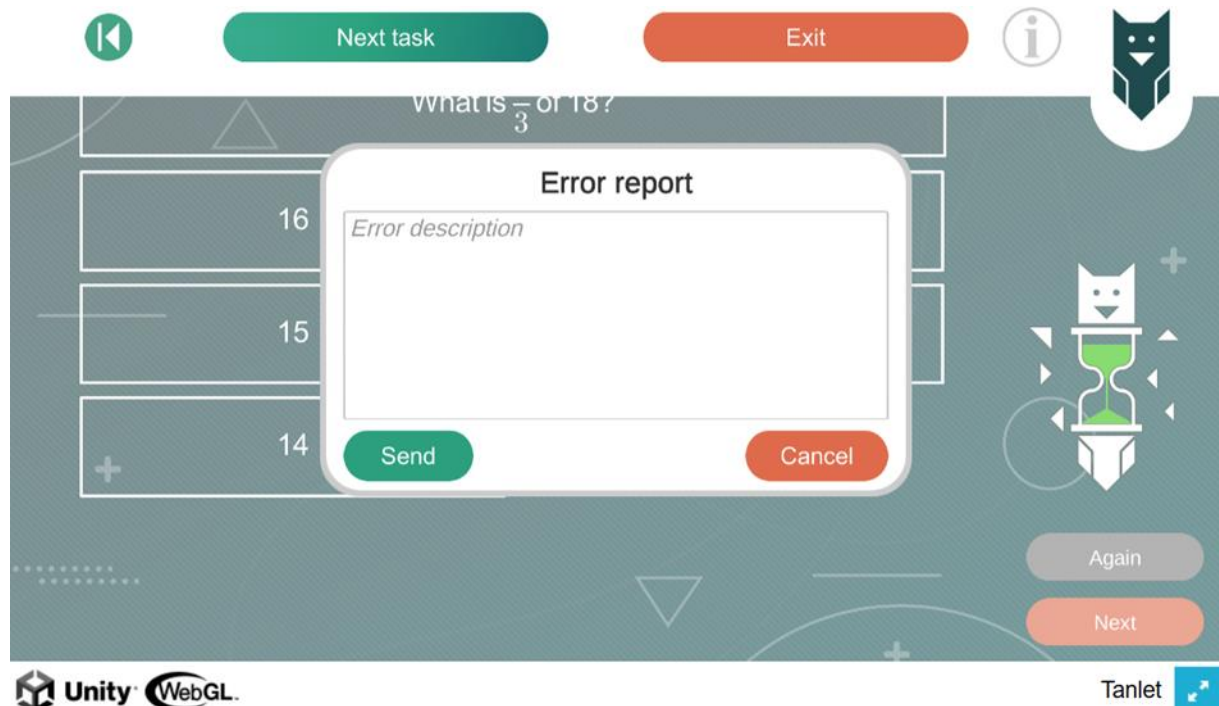 Next task
Exit
i
What is
of 18?
3
Error report
16
Error description
15
14
Send
Cancel
Again
Next
Unity WebGL.
Tanlet